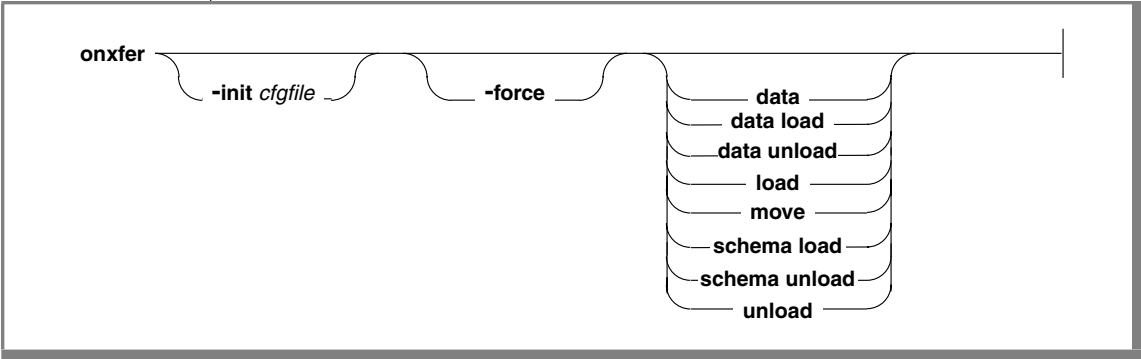 onxfer
-init cfgfile
-force
data
data load
data unload
load
move
schema load
schema unload
unload